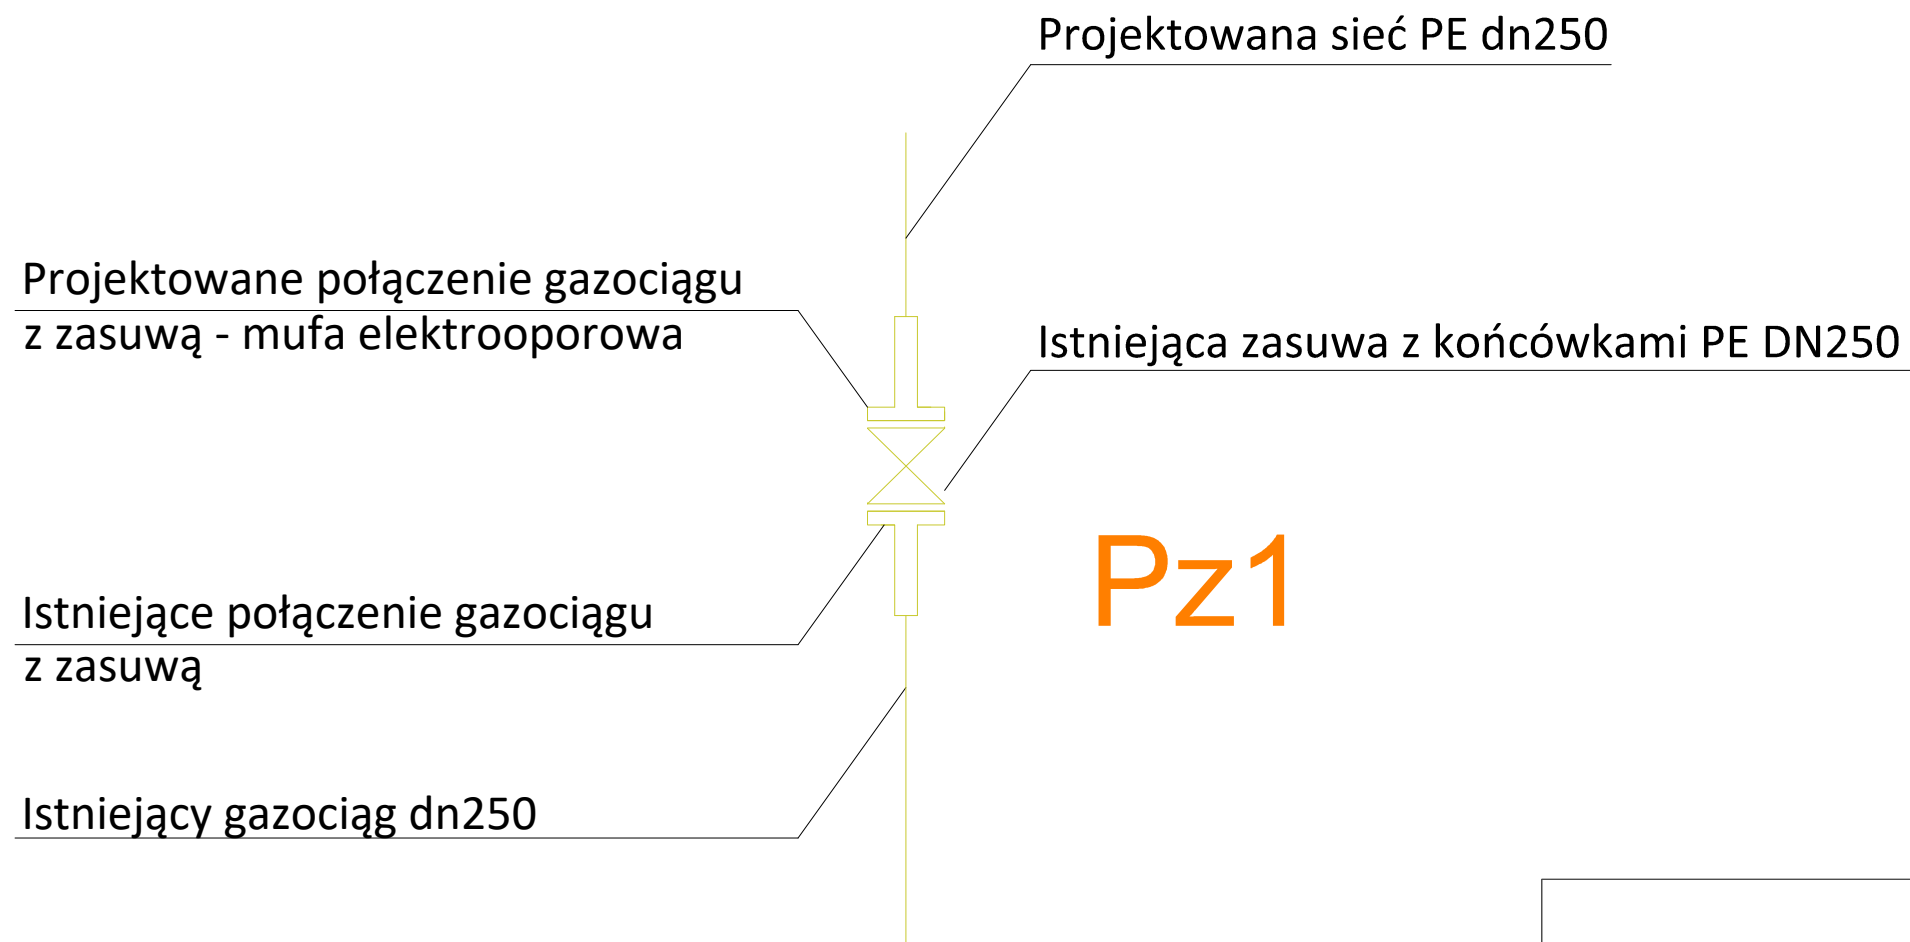 Projektowana sieć PE dn250
Projektowane połączenie gazociągu
z zasuwą - mufa elektrooporowa
Istniejąca zasuwa z końcówkami PE DN250
Pz1
Istniejące połączenie gazociągu
z zasuwą
Istniejący gazociąg dn250